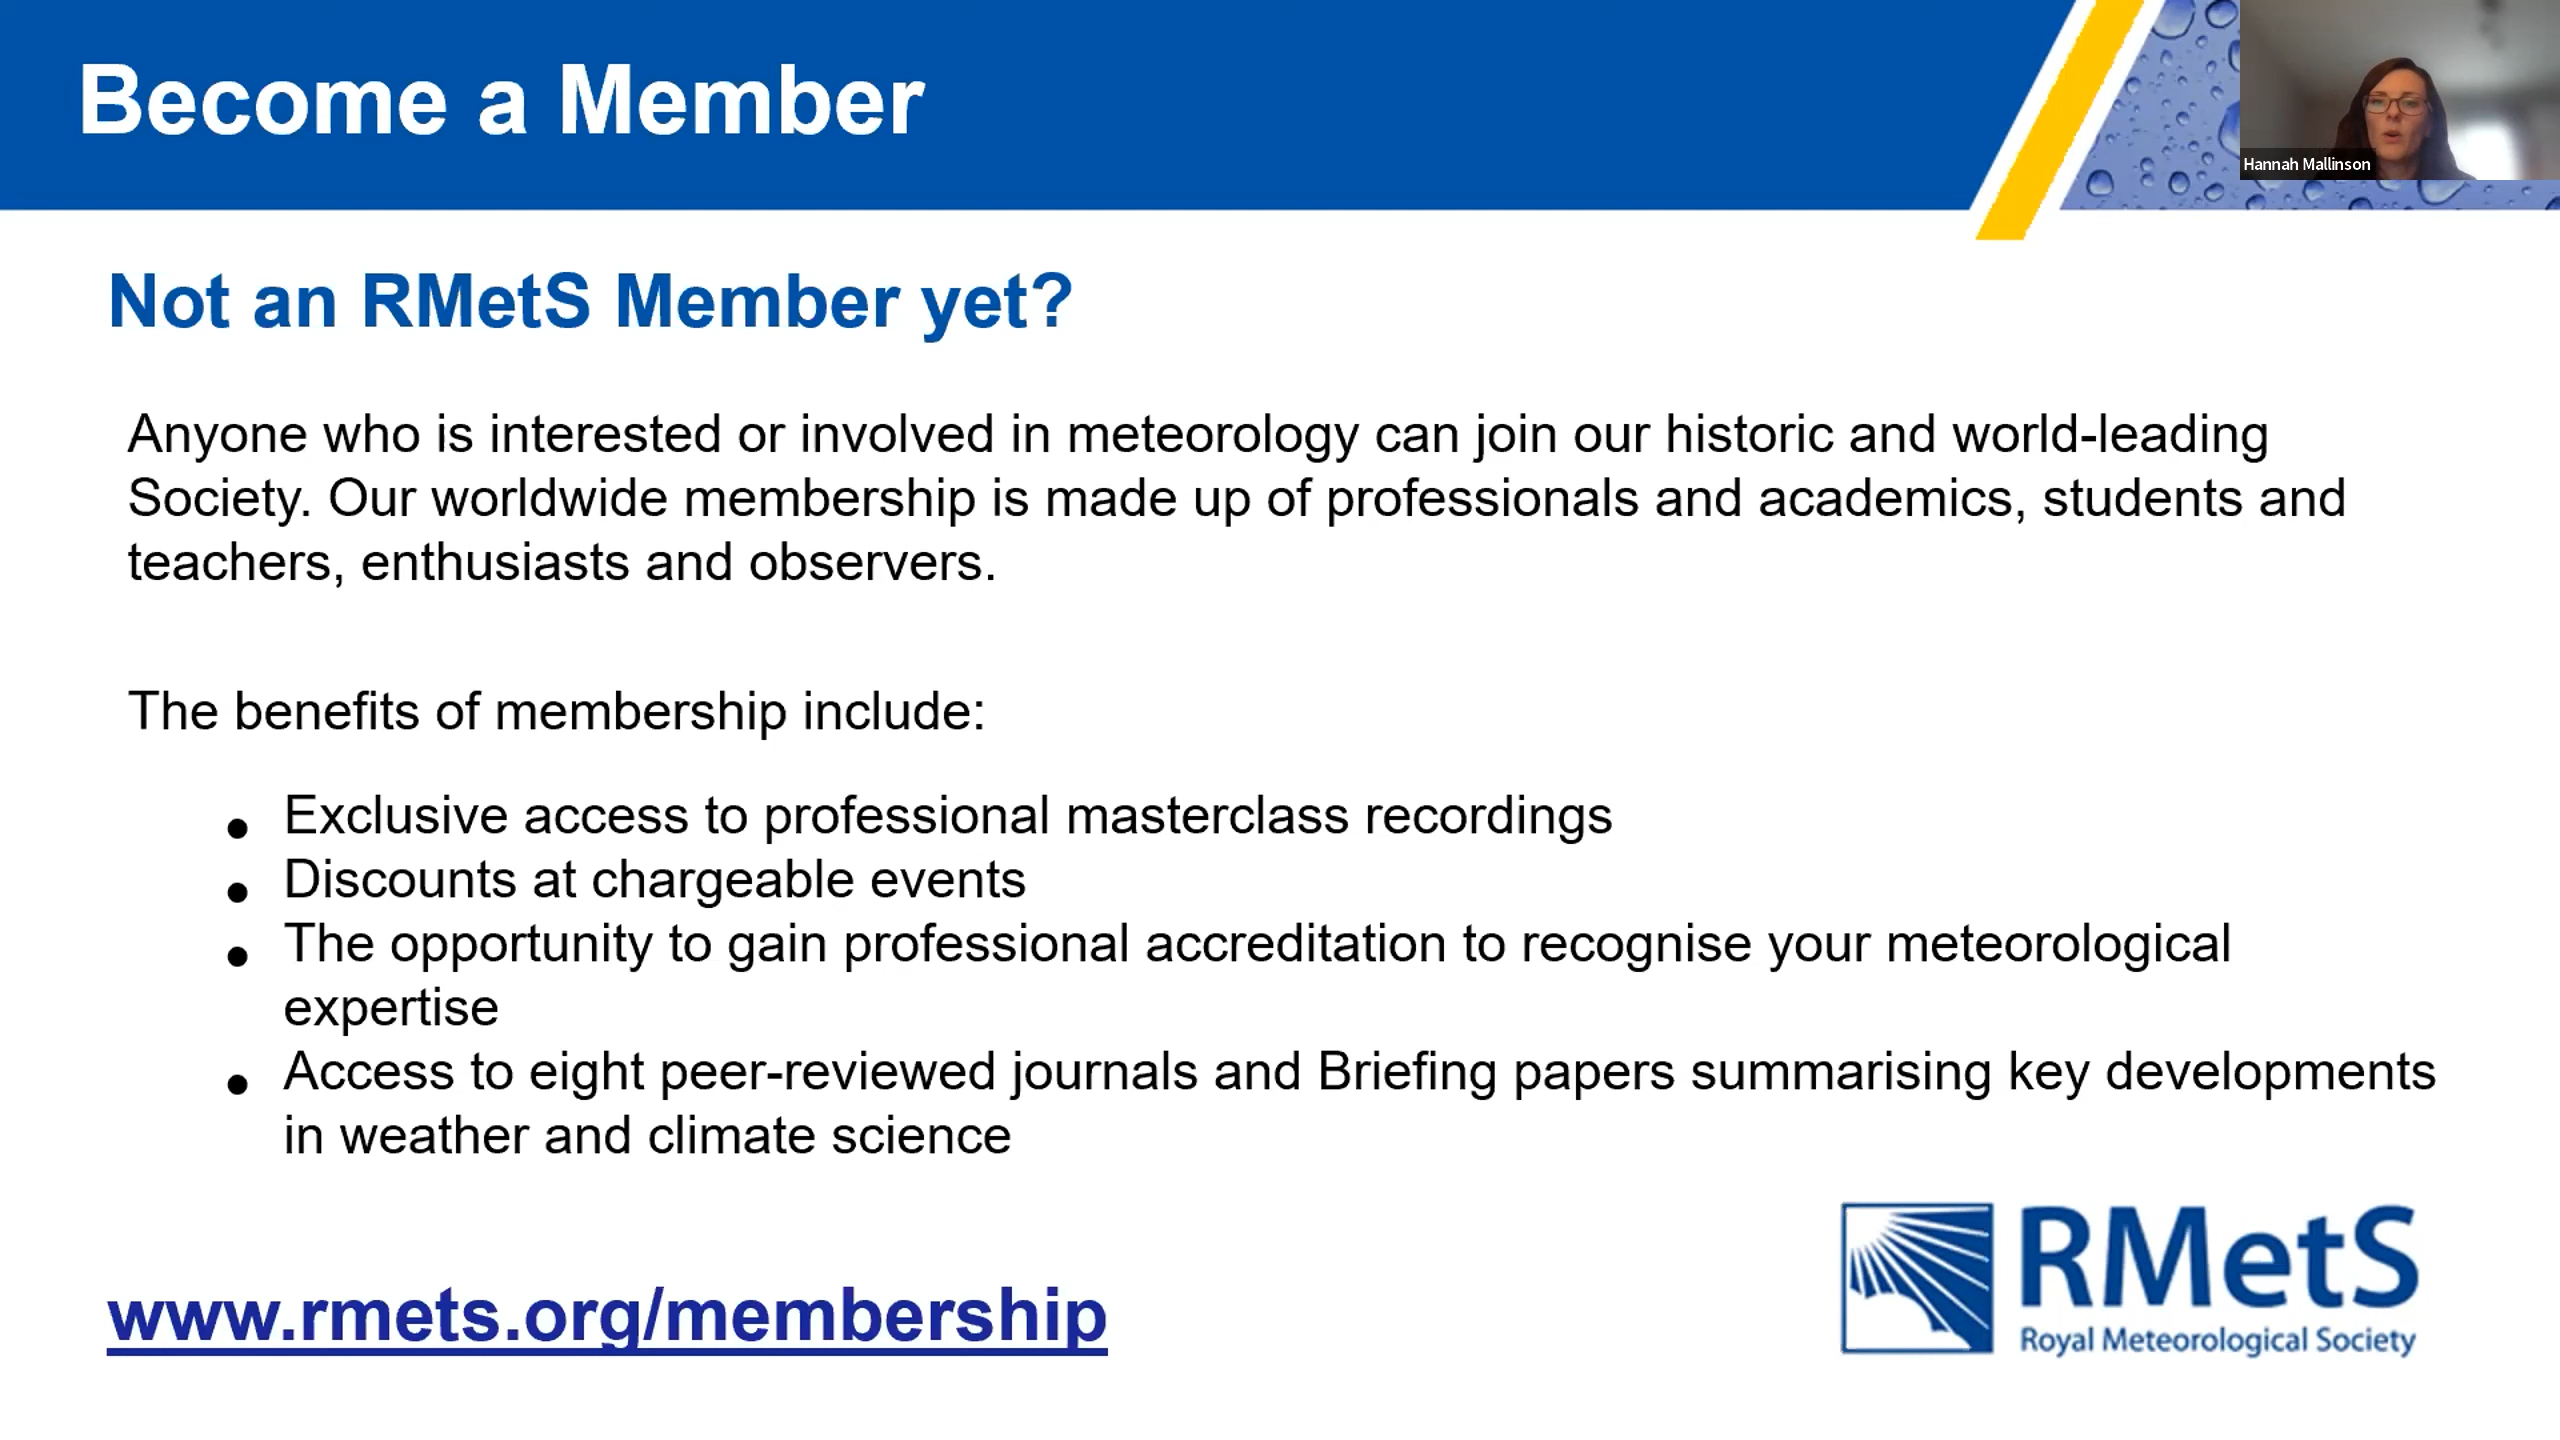 Become a Member
Hannah Mallinson
Not an RMetS Member yet?
Anyone who is interested or involved in meteorology can join our historic and world-leading
Society. Our worldwide membership is made up of professionals and academics, students and
teachers, enthusiasts and observers.
The benefits of membership include:
• Exclusive access to professional masterclass recordings
• Discounts at chargeable events
• The opportunity to gain professional accreditation to recognise your meteorological
expertise
• Access to eight peer-reviewed journals and Briefing papers summarising key developments
in weather and climate science
www.rmets.org/membership
RMetS
Royal Meteorological Society